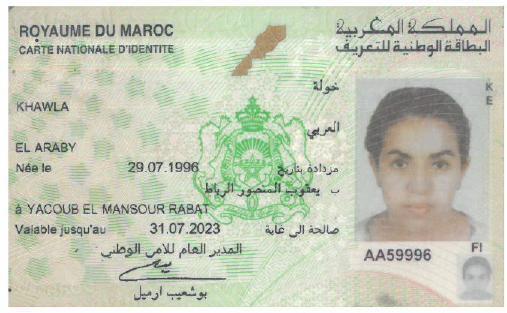 ROYAUME DU MAROC
المملكة المغربية
CARTE NATIONALE D'IDENTITE
البطاقة الوطنية للتعريف
خولة
KHAWLA
العربي
EL ARABY
Née le 29.07.1996 مزدادة بتاريخ
ب يعقوب المنصور الرباط
à YACOUB EL MANSOUR RABAT
Valable jusqu'au 31.07.2023 صالحة الى غاية
المدير العام للأمن الوطني
بوشعيب ارميل
K
E
AA59996
FI